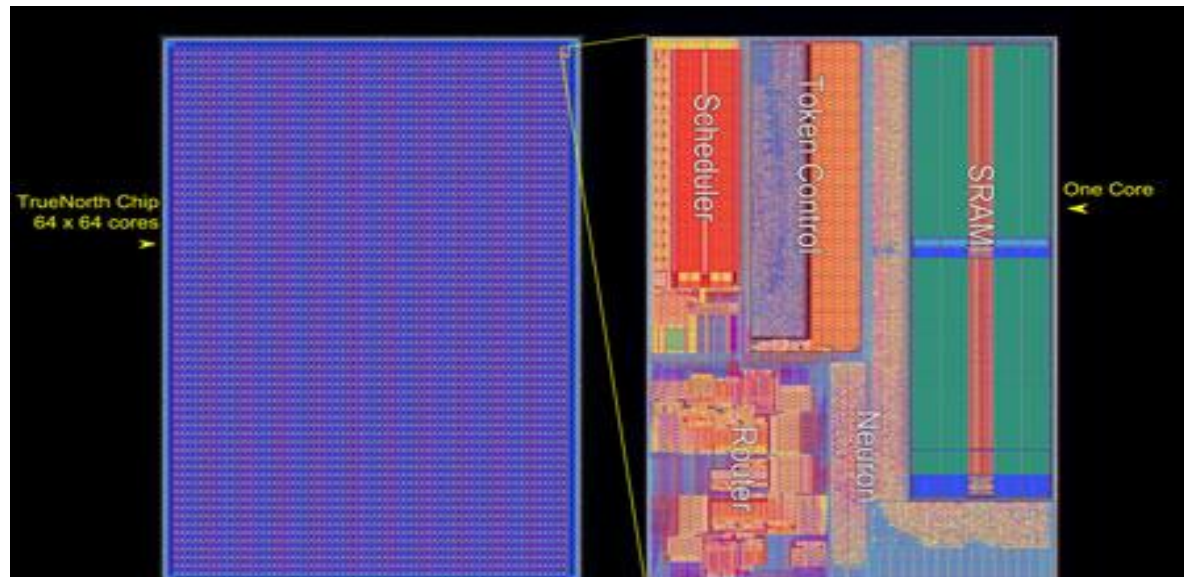 TrueNorth Chip
64 x 64 cores
Scheduler
Token Control
SRAM
One Core
Router
Neuron